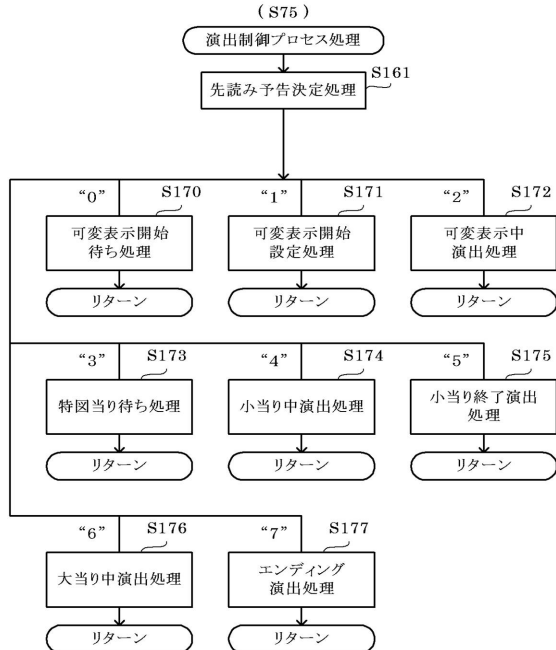 (S75)
演出制御プロセス処理
S161
先読み予告決定処理
“0”
S170
“1”
S171
“2”
S172
可変表示開始
待ち処理
可変表示開始
設定処理
可変表示中
演出処理
リターン
リターン
リターン
“3”
S173
“4”
S174
“5”
S175
特図当り待ち処理
小当り中演出処理
小当り終了演出
処理
リターン
リターン
リターン
“6”
S176
“7”
S177
大当り中演出処理
エンディング
演出処理
リターン
リターン